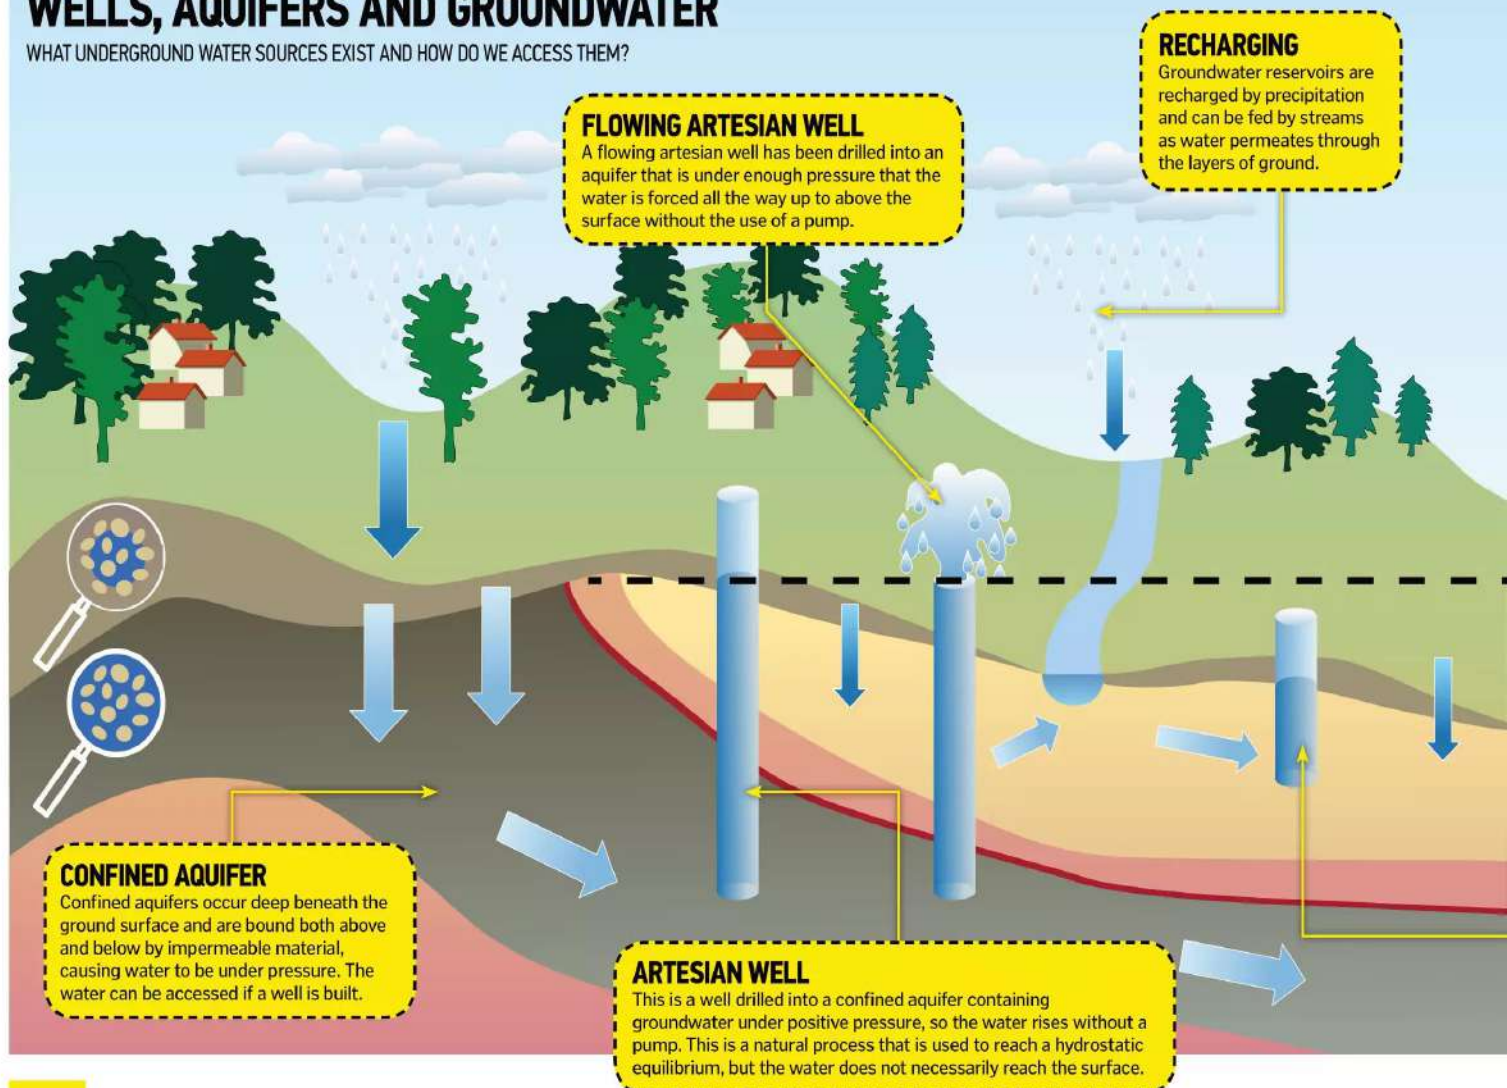 WELLS, AQUIFERS AND GROUNDWATER
WHAT UNDERGROUND WATER SOURCES EXIST AND HOW DO WE ACCESS THEM?
RECHARGING
Groundwater reservoirs are
recharged by precipitation
and can be fed by streams
as water permeates through
the layers of ground.
FLOWING ARTESIAN WELL
A flowing artesian well has been drilled into an
aquifer that is under enough pressure that the
water is forced all the way up to above the
surface without the use of a pump.
CONFINED AQUIFER
Confined aquifers occur deep beneath the
ground surface and are bound both above
and below by impermeable material,
causing water to be under pressure. The
water can be accessed if a well is built.
ARTESIAN WELL
This is a well drilled into a confined aquifer containing
groundwater under positive pressure, so the water rises without a
pump. This is a natural process that is used to reach a hydrostatic
equilibrium, but the water does not necessarily reach the surface.